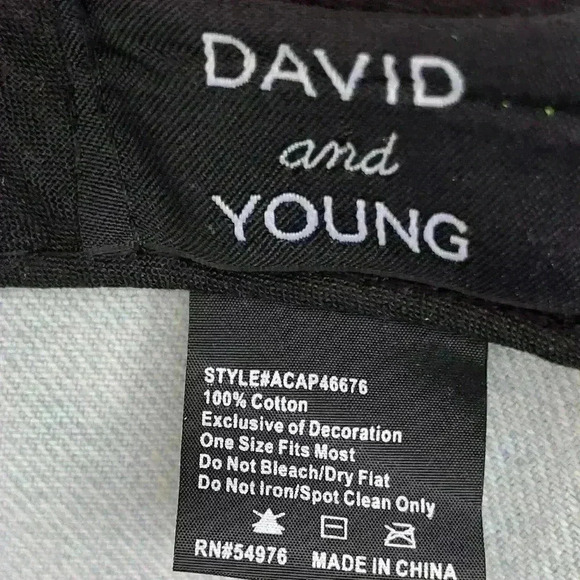 DAVID
and
YOUNG
STYLE#ACAP46676
100% Cotton
Exclusive of Decoration
One Size Fits Most
Do Not Bleach/Dry Flat
Do Not Iron/Spot Clean Only
RN#54976 MADE IN CHINA